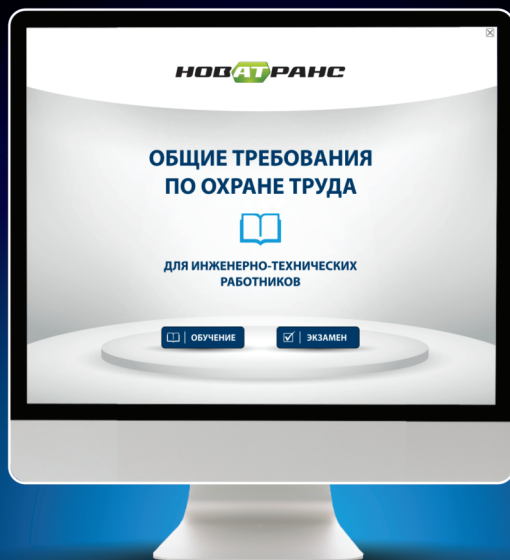 НОВАТРАНС
ОБЩИЕ ТРЕБОВАНИЯ
ПО ОХРАНЕ ТРУДА
ДЛЯ ИНЖЕНЕРНО-ТЕХНИЧЕСКИХ
РАБОТНИКОВ
ОБУЧЕНИЕ
ЭКЗАМЕН